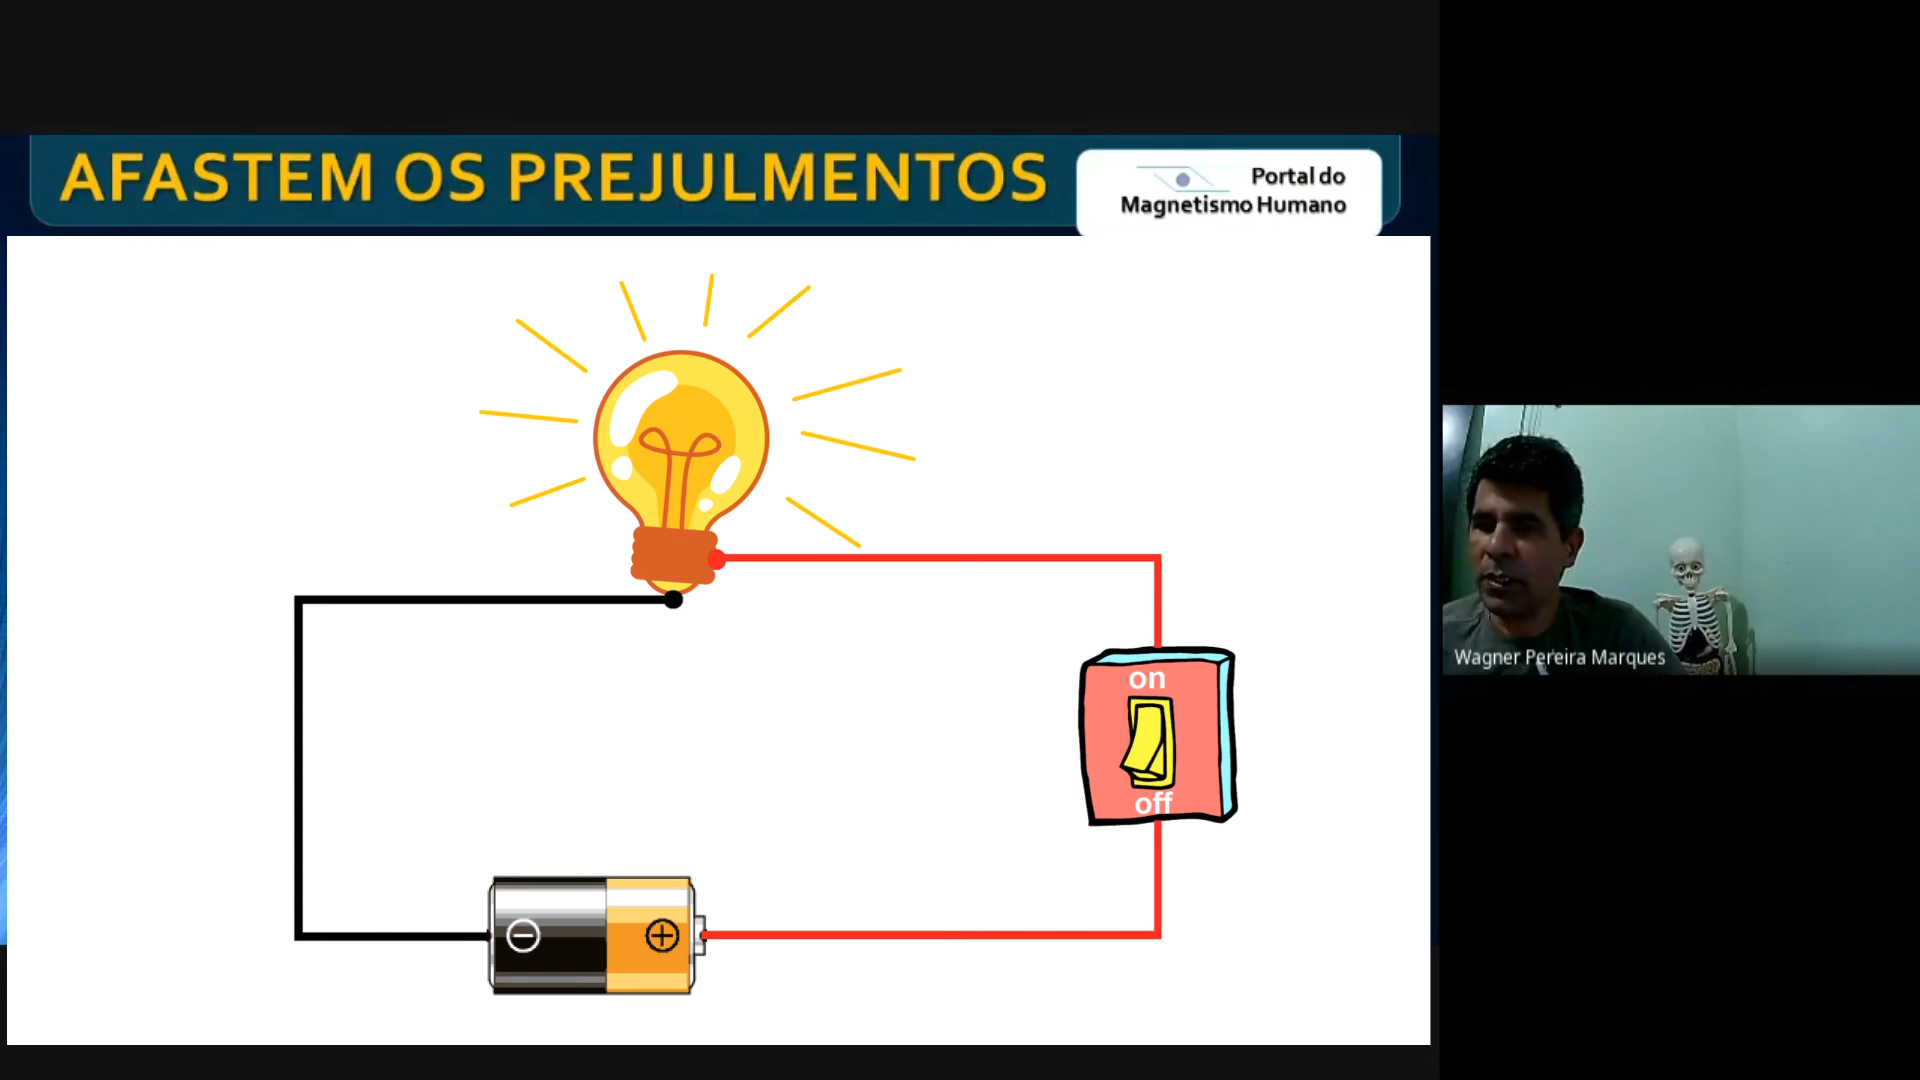 AFASTEM OS PREJULMENTOS
Portal do
Magnetismo Humano
on
off
Wagner Pereira Marques